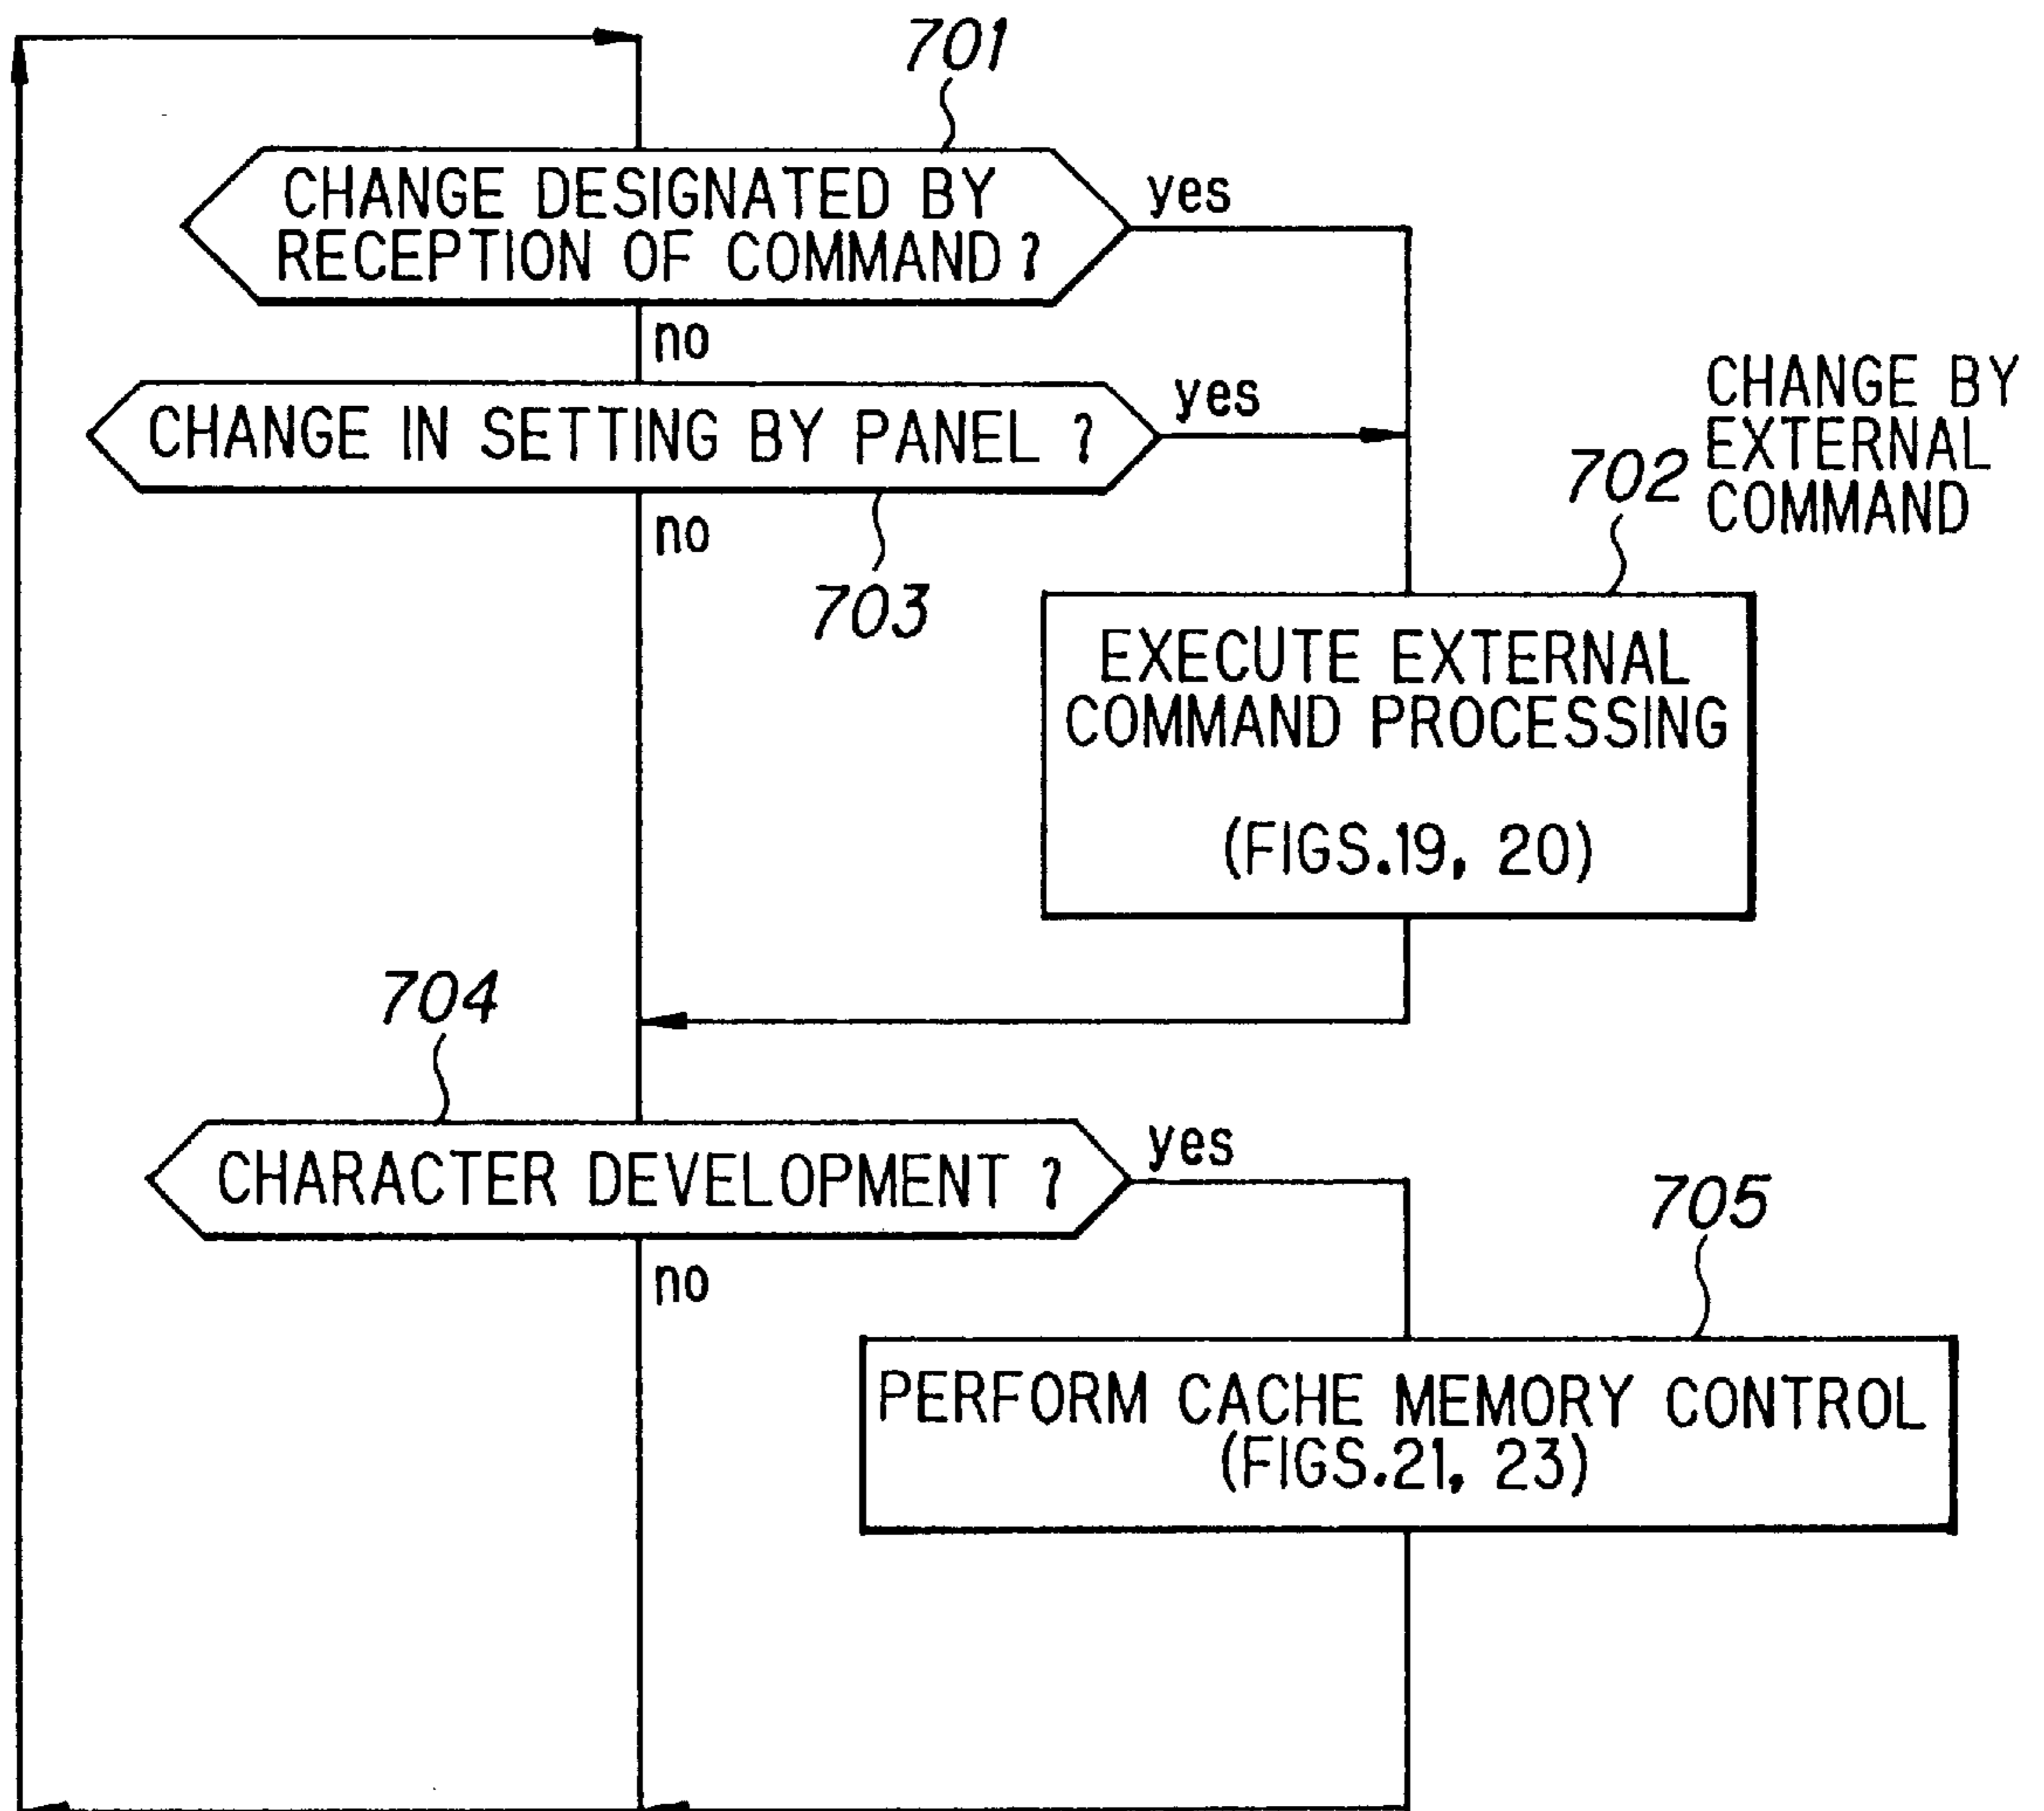 701
CHANGE DESIGNATED BY
RECEPTION OF COMMAND ?
yes
no
CHANGE IN SETTING BY PANEL ?
yes
no
703
CHANGE BY
EXTERNAL
COMMAND
702
EXECUTE EXTERNAL
COMMAND PROCESSING
(FIGS.19, 20)
704
CHARACTER DEVELOPMENT ?
yes
no
705
PERFORM CACHE MEMORY CONTROL
(FIGS.21, 23)